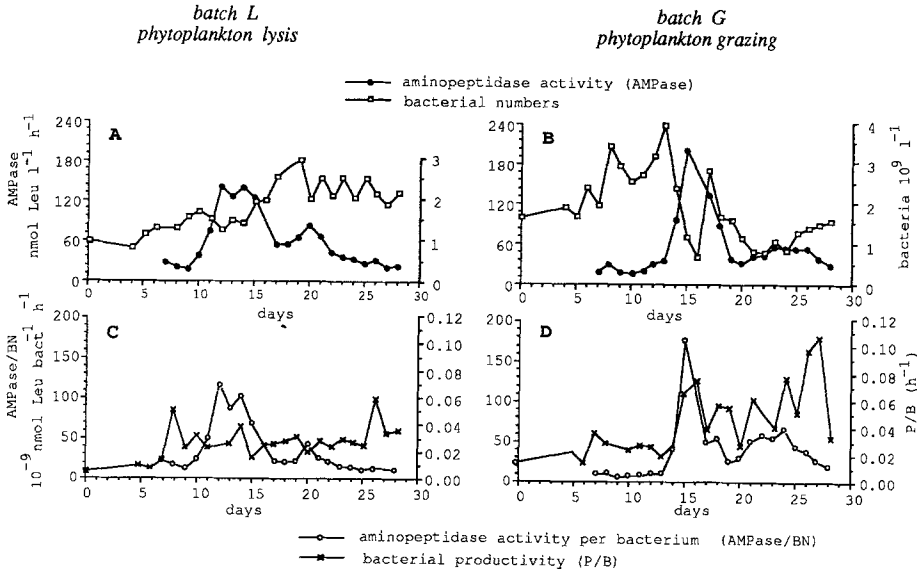 batch L
phytoplankton lysis
batch G
phytoplankton grazing
aminopeptidase activity (AMPase)
bacterial numbers
AMPase
nmol Leu l⁻¹ h⁻¹
240
180
120
60
0
A
3
2
1
0
0 5 10 15 20 25 30
days
240
180
120
60
0
B
4
3
2
1
0
bacteria 10⁹ l⁻¹
0 5 10 15 20 25 30
days
AMPase/BN
10⁻⁹ nmol Leu bact⁻¹ h⁻¹
200
150
100
50
0
C
0.12
0.10
0.08
0.06
0.04
0.02
0.00
0 5 10 15 20 25 30
days
200
150
100
50
0
D
0.12
0.10
0.08
0.06
0.04
0.02
0.00
P/B (h⁻¹)
0 5 10 15 20 25 30
days
aminopeptidase activity per bacterium (AMPase/BN)
bacterial productivity (P/B)